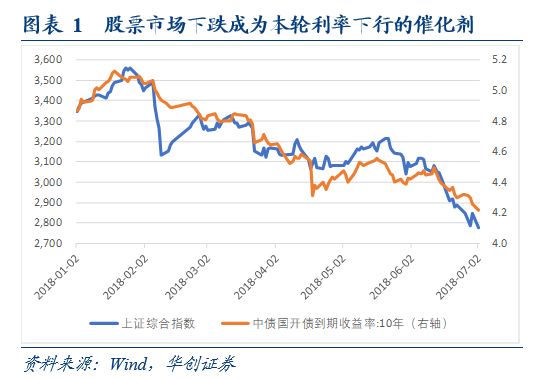 图表 1 股票市场下跌成为本轮利率下行的催化剂
3,600 5.2
3,500 5.0
3,400
3,300 4.8
3,200
3,100 4.6
3,000 4.4
2,900
2,800 4.2
2,700 4.0
2018-01-02 2018-02-02 2018-03-02 2018-04-02 2018-05-02 2018-06-02 2018-07-02
上证综合指数 中债国开债到期收益率:10年（右轴）
资料来源：Wind，华创证券